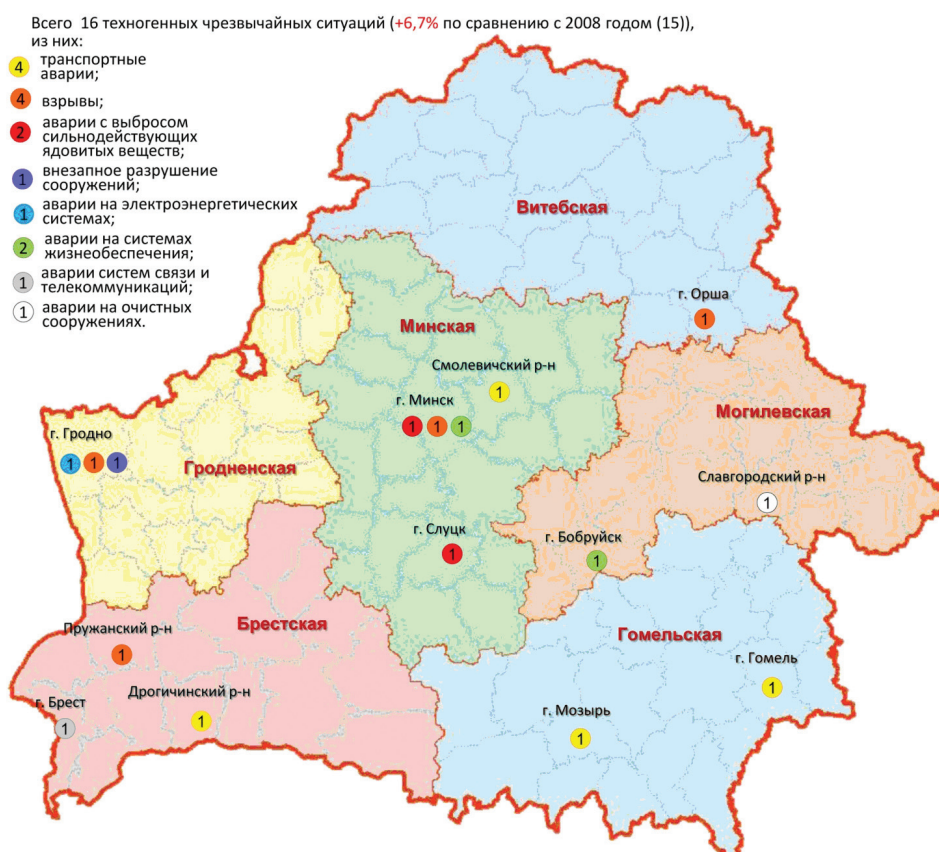 Всего 16 техногенных чрезвычайных ситуаций (+6,7% по сравнению с 2008 годом (15)),
из них:
4 транспортные
аварии;
4 взрывы;
2 аварии с выбросом
сильнодействующих
ядовитых веществ;
1 внезапное разрушение
сооружений;
1 аварии на электроэнергетических
системах;
2 аварии на системах
жизнеобеспечения;
1 аварии систем связи и
телекоммуникаций;
1 аварии на очистных
сооружениях.
Витебская
г. Орша
1
Минская
Смолевичский р-н
1
г. Минск
1 1 1
г. Слуцк
1
Могилевская
Славгородский р-н
1
г. Бобруйск
1
г. Гродно
1 1 1
Гродненская
Брестская
Пружанский р-н
1
г. Брест
1
Дрогичинский р-н
1
Гомельская
г. Гомель
1
г. Мозырь
1